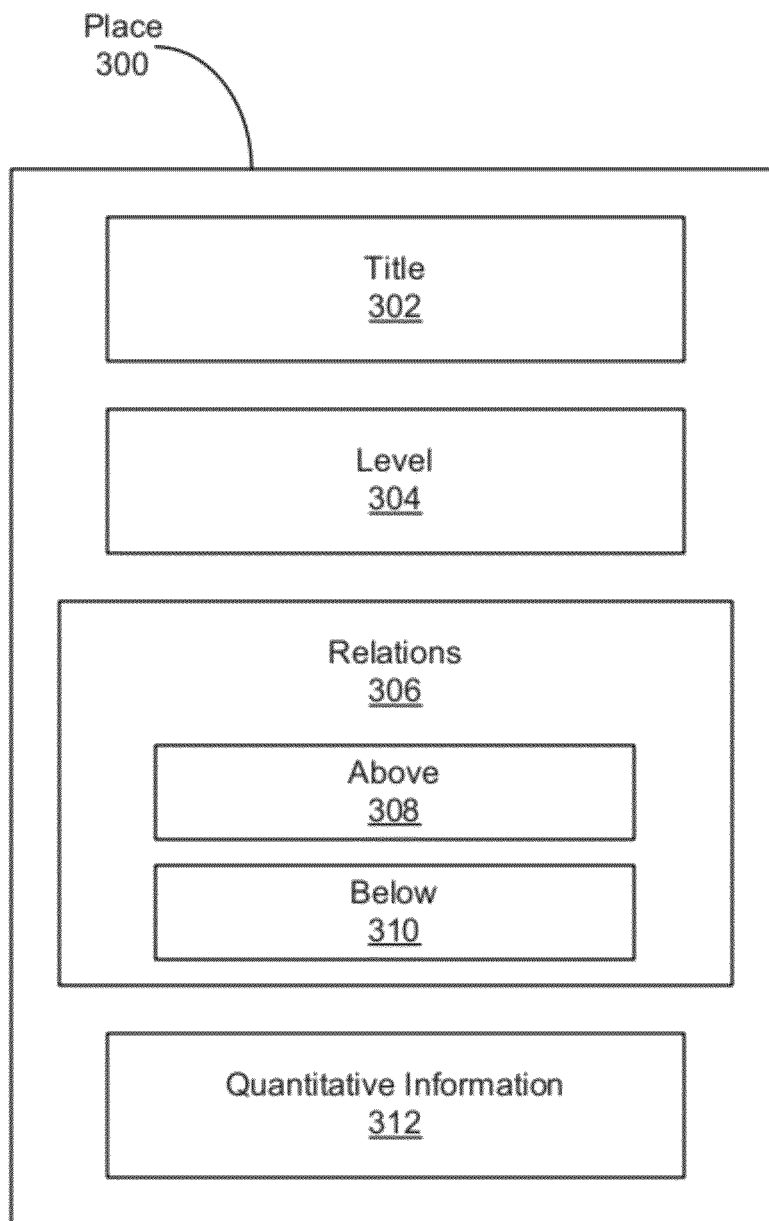 Place
300
Title
302
Level
304
Relations
306
Above
308
Below
310
Quantitative Information
312